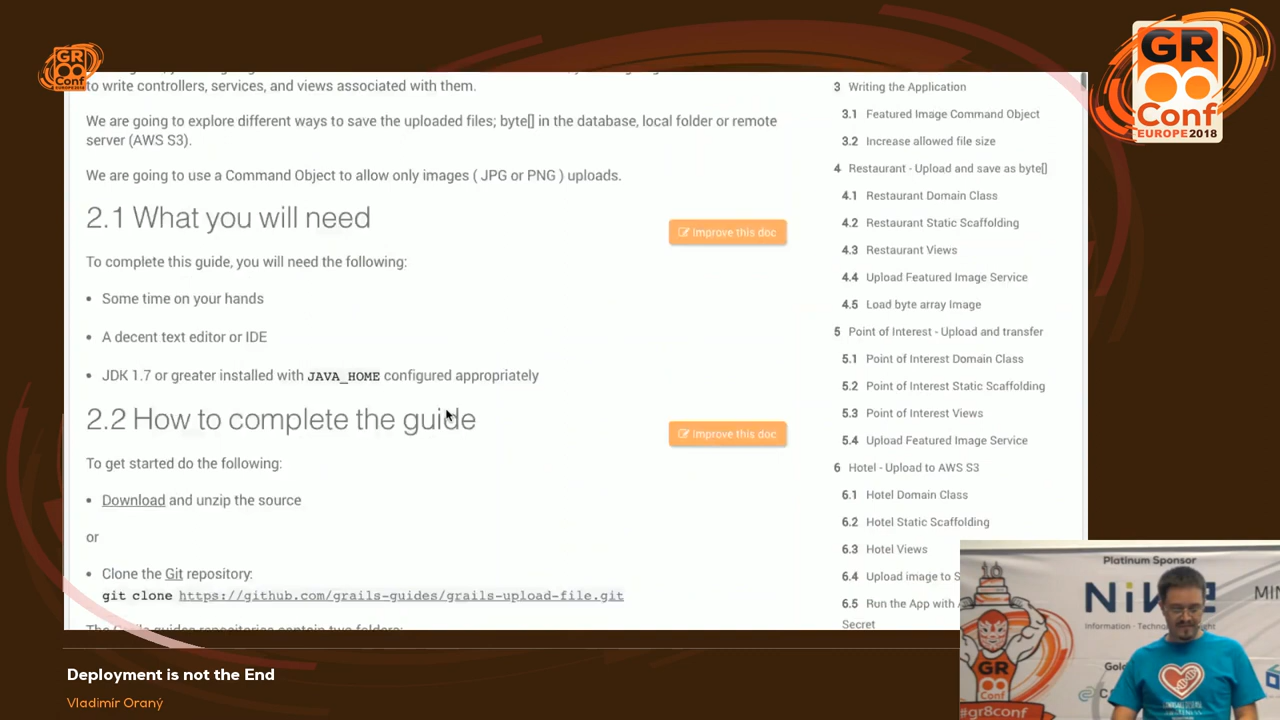 GR
Conf
EUROPE 2018
to write controllers, services, and views associated with them.
We are going to explore different ways to save the uploaded files; byte[] in the database, local folder or remote
server (AWS S3).
We are going to use a Command Object to allow only images ( JPG or PNG ) uploads.
2.1 What you will need
Improve this doc
To complete this guide, you will need the following:
• Some time on your hands
• A decent text editor or IDE
• JDK 1.7 or greater installed with JAVA_HOME configured appropriately
2.2 How to complete the guide
Improve this doc
To get started do the following:
• Download and unzip the source
or
• Clone the Git repository:
git clone https://github.com/grails-guides/grails-upload-file.git
3 Writing the Application
3.1 Featured Image Command Object
3.2 Increase allowed file size
4 Restaurant - Upload and save as byte[]
4.1 Restaurant Domain Class
4.2 Restaurant Static Scaffolding
4.3 Restaurant Views
4.4 Upload Featured Image Service
4.5 Load byte array Image
5 Point of Interest - Upload and transfer
5.1 Point of Interest Domain Class
5.2 Point of Interest Static Scaffolding
5.3 Point of Interest Views
5.4 Upload Featured Image Service
6 Hotel - Upload to AWS S3
6.1 Hotel Domain Class
6.2 Hotel Static Scaffolding
6.3 Hotel Views
6.4 Upload image to S
6.5 Run the App with
Secret
GR
Conf
EUROPE 2018
Platinum Sponsor
10
GR
Conf
#gr8conf
Deployment is not the End
Vladimír Oraný